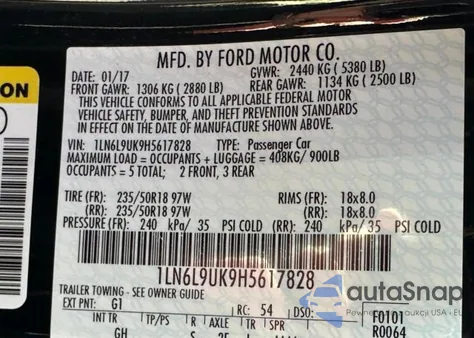 MFD. BY FORD MOTOR CO.
DATE: 01/17 GVWR: 2440 KG (5380 LB)
FRONT GAWR: 1306 KG (2880 LB) REAR GAWR: 1134 KG (2500 LB)
THIS VEHICLE CONFORMS TO ALL APPLICABLE FEDERAL MOTOR
VEHICLE SAFETY, BUMPER, AND THEFT PREVENTION STANDARDS
IN EFFECT ON THE DATE OF MANUFACTURE SHOWN ABOVE.
ON
VIN: 1LN6L9UK9H5617828 TYPE: Passenger Car
MAXIMUM LOAD = OCCUPANTS + LUGGAGE = 408KG/ 900LB
OCCUPANTS = 5 TOTAL; 2 FRONT, 3 REAR
TIRE (FR): 235/50R18 97W RIMS (FR): 18x8.0
(RR): 235/50R18 97W (RR): 18x8.0
PRESSURE (FR): 240 kPa/ 35 PSI COLD (RR): 240 kPa/ 35 PSI COLD
1LN6L9UK9H5617828
TRAILER TOWING - SEE OWNER GUIDE
EXT PNT: G1 RC: 54 DSO: F0101
INT TR TP/PS R AXLE TR SPR R0064
GH S
autoSnap